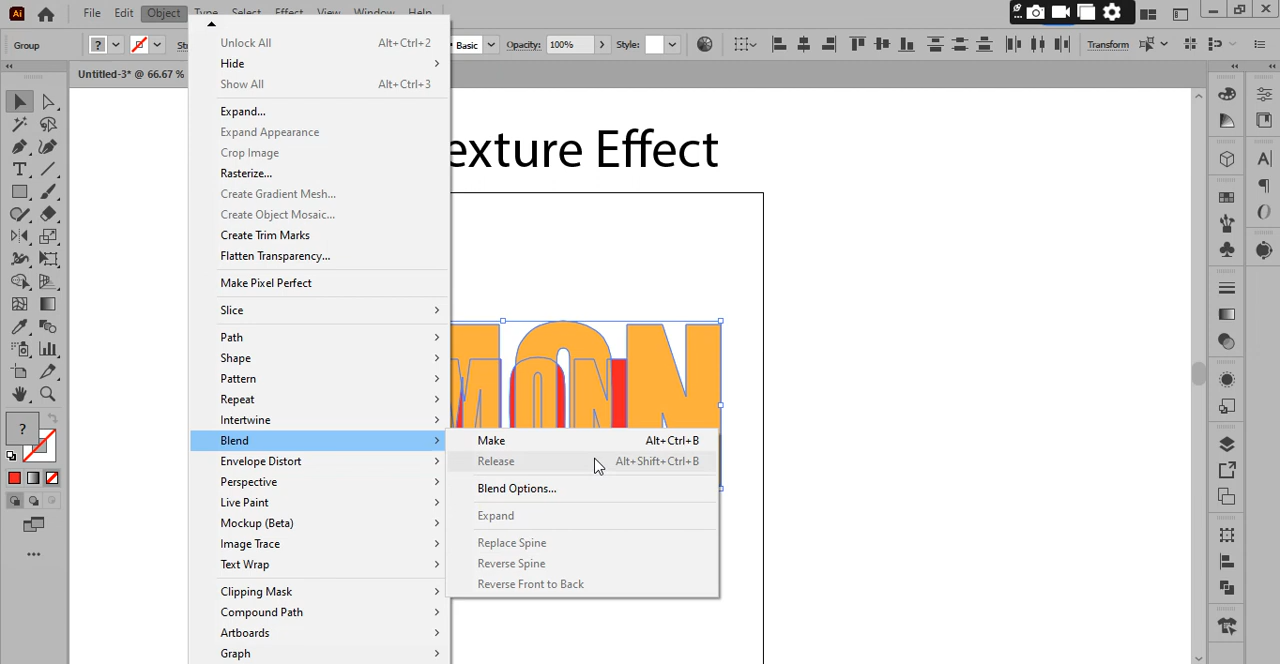 Ai
File Edit Object Type Select Effect View Window Help
Group ? Basic Opacity: 100% Style: Transform
Untitled-3* @ 66.67 %
Unlock All Alt+Ctrl+2
Hide
Show All Alt+Ctrl+3
Expand...
Expand Appearance
Crop Image
Rasterize...
Create Gradient Mesh...
Create Object Mosaic...
Create Trim Marks
Flatten Transparency...
Make Pixel Perfect
Slice
Path
Shape
Pattern
Repeat
Intertwine
Blend
Envelope Distort
Perspective
Live Paint
Mockup (Beta)
Image Trace
Text Wrap
Clipping Mask
Compound Path
Artboards
Graph
Make Alt+Ctrl+B
Release Alt+Shift+Ctrl+B
Blend Options...
Expand
Replace Spine
Reverse Spine
Reverse Front to Back
exture Effect
MON
?